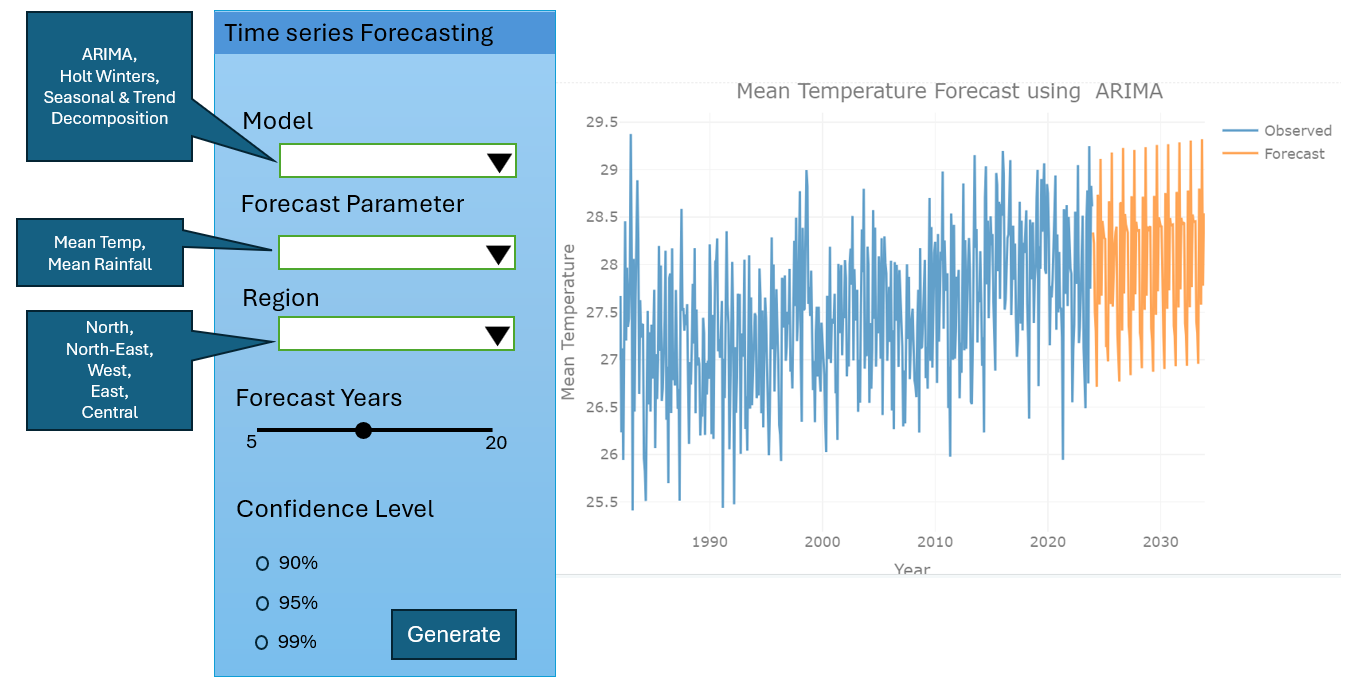 ARIMA,
Holt Winters,
Seasonal & Trend
Decomposition
Mean Temp,
Mean Rainfall
North,
North-East,
West,
East,
Central
Time series Forecasting
Model
Forecast Parameter
Region
Forecast Years
5
20
Confidence Level
90%
95%
99%
Generate
Mean Temperature Forecast using ARIMA
Observed
Forecast
Mean Temperature
29.5
29
28.5
28
27.5
27
26.5
26
25.5
1990
2000
2010
2020
2030
Year